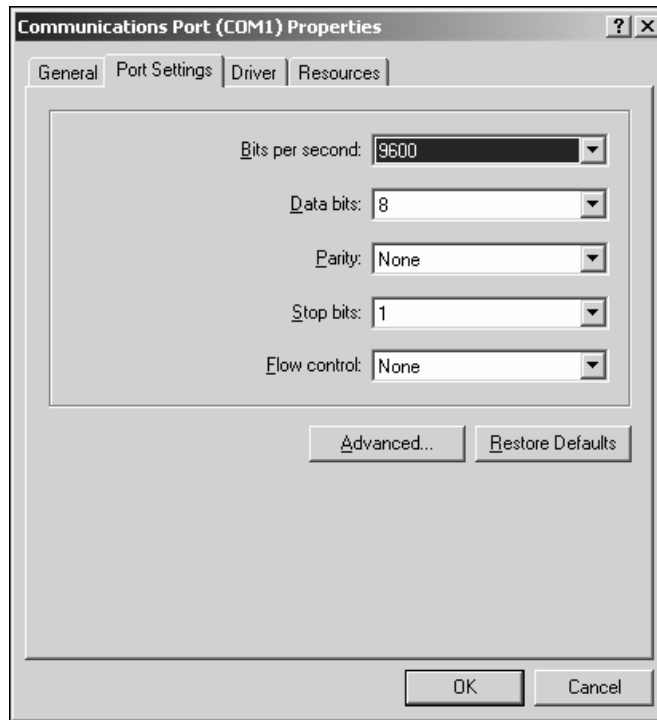 Communications Port (COM1) Properties
General Port Settings Driver Resources
Bits per second: 9600
Data bits: 8
Parity: None
Stop bits: 1
Flow control: None
Advanced... Restore Defaults
OK Cancel